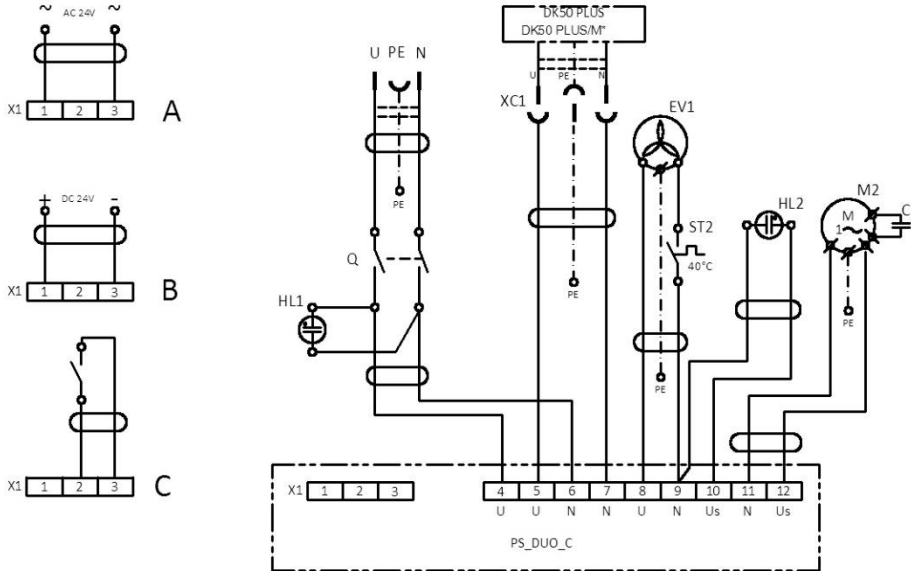 ~ AC 24V ~
X1 1 2 3 A
+ DC 24V -
X1 1 2 3 B
X1 1 2 3 C
U PE N
PE
Q
HL1
DK50 PLUS
DK50 PLUS/M*
U PE N
XC1
PE
EV1
ST2
40°C
PE
HL2
M2
M
1~
C
PE
X1 1 2 3
4 5 6 7 8 9 10 11 12
U U N N U N Us N Us
PS_DUO_C